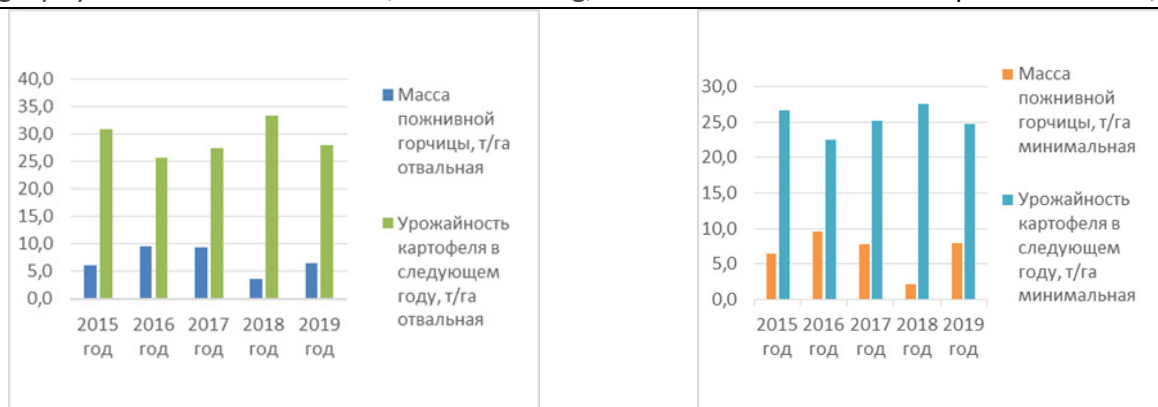 40,0
35,0
30,0
25,0
20,0
15,0
10,0
5,0
0,0
2015 2016 2017 2018 2019
год год год год год
Масса
пожнивной
горчицы, т/га
отвальная
Урожайность
картофеля в
следующем
году, т/га
отвальная
30,0
25,0
20,0
15,0
10,0
5,0
0,0
2015 2016 2017 2018 2019
год год год год год
Масса
пожнивной
горчицы, т/га
минимальная
Урожайность
картофеля в
следующем
году, т/га
минимальная